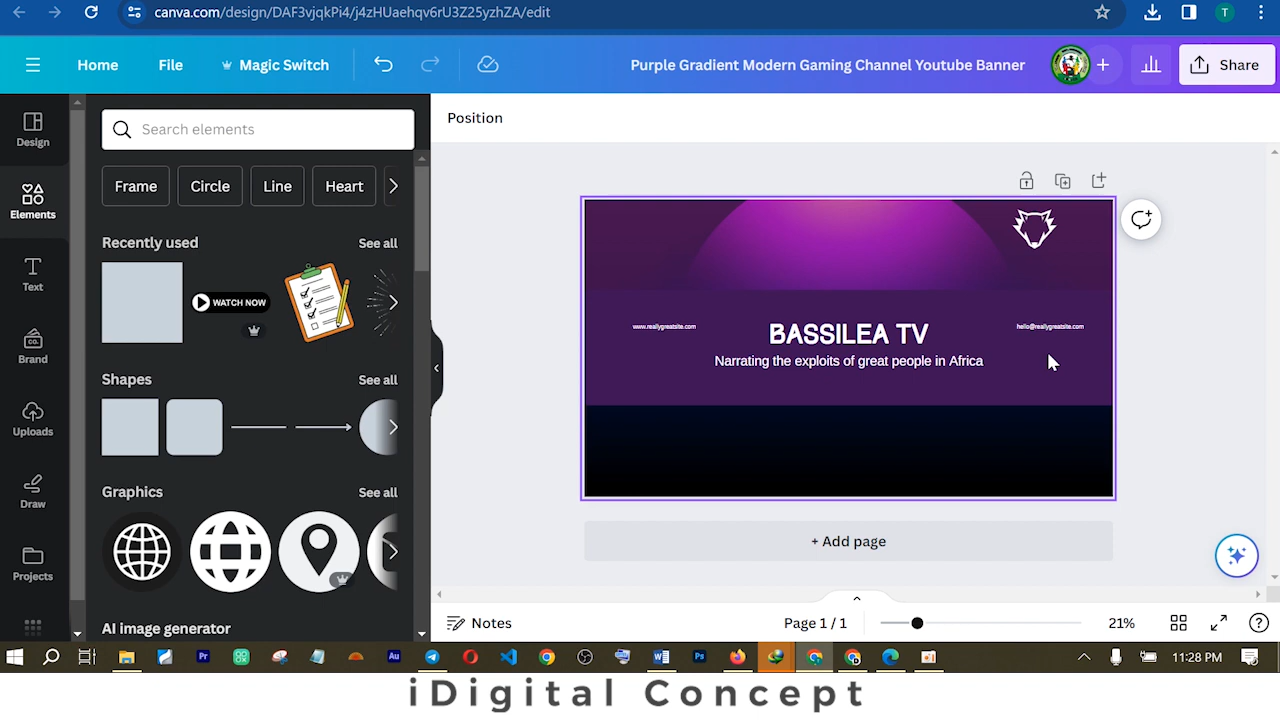 canva.com/design/DAF3vjqkPi4/j4zHUaehqv6rU3Z25yzhZA/edit
T
Home File Magic Switch Purple Gradient Modern Gaming Channel Youtube Banner + Share
Design
Elements
Text
Brand
Uploads
Draw
Projects
Search elements
Frame Circle Line Heart
Recently used See all
WATCH NOW
Shapes See all
Graphics See all
AI image generator
Position
www.reallygreatsite.com BASSILEA TV hello@reallygreatsite.com
Narrating the exploits of great people in Africa
+ Add page
Notes Page 1 / 1 21%
11:28 PM
iDigital Concept